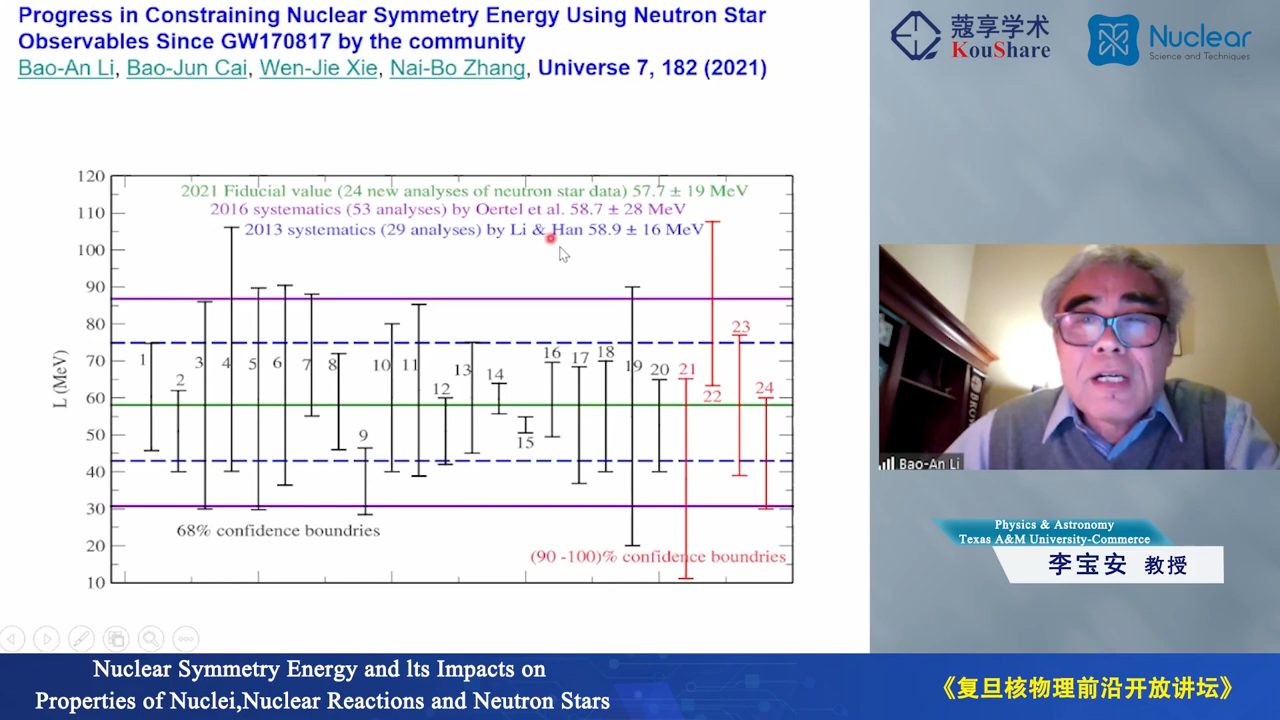 Progress in Constraining Nuclear Symmetry Energy Using Neutron Star
Observables Since GW170817 by the community
Bao-An Li, Bao-Jun Cai, Wen-Jie Xie, Nai-Bo Zhang, Universe 7, 182 (2021)
蔻享学术
KouShare
Nuclear
Science and Techniques
2021 Fiducial value (24 new analyses of neutron star data) 57.7 ± 19 MeV
2016 systematics (53 analyses) by Oertel et al. 58.7 ± 28 MeV
2013 systematics (29 analyses) by Li & Han 58.9 ± 16 MeV
L (MeV)
120
110
100
90
80
70
60
50
40
30
20
10
1
2
3
4
5
6
7
8
9
10
11
12
13
14
15
16
17
18
19
20
21
22
23
24
68% confidence boundries
(90 -100)% confidence boundries
Bao-An Li
Physics & Astronomy
Texas A&M University-Commerce
李宝安 教授
Nuclear Symmetry Energy and lts Impacts on
Properties of Nuclei,Nuclear Reactions and Neutron Stars
《复旦核物理前沿开放讲坛》